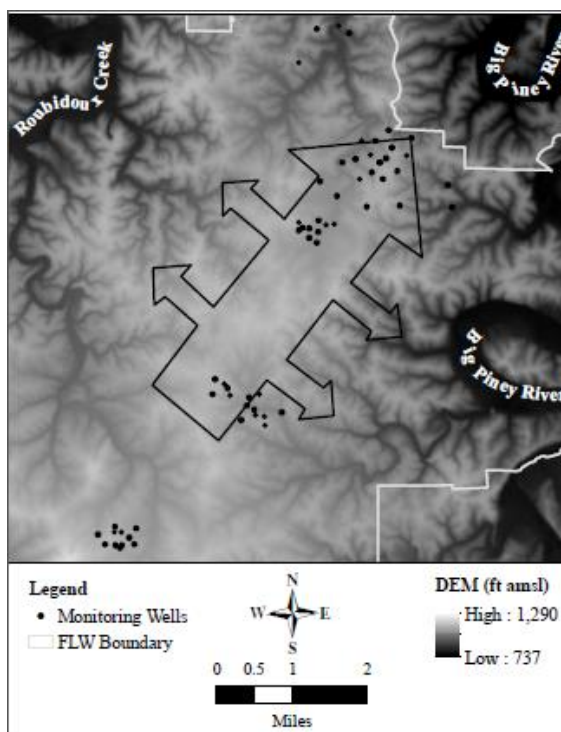 Roubidoux Creek
Big Piney River
Big Piney River
Legend
Monitoring Wells
FLW Boundary
N
W E
S
0 0.5 1 2
Miles
DEM (ft amsl)
High : 1,290
Low : 737